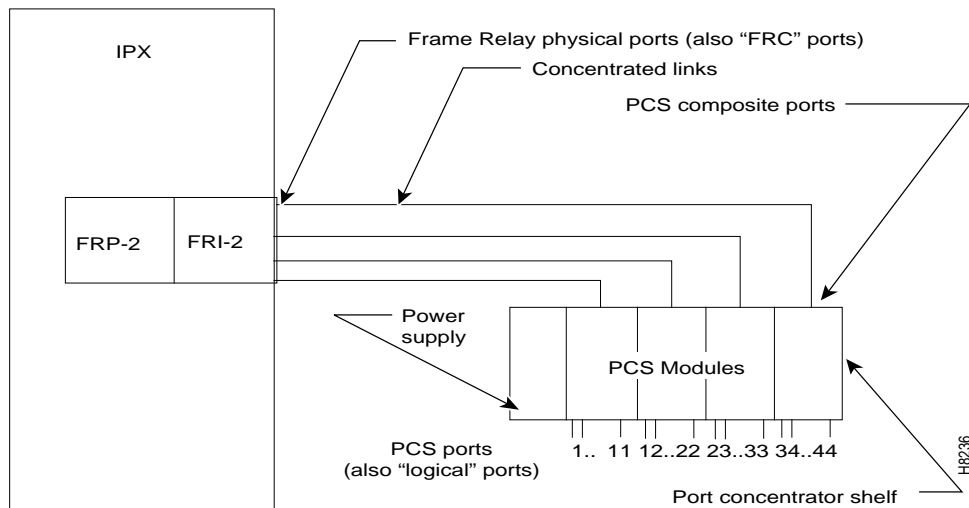 IPX
Frame Relay physical ports (also “FRC” ports)
Concentrated links
PCS composite ports
FRP-2
FRI-2
Power
supply
PCS Modules
PCS ports
(also “logical” ports)
1.. 11 12..22 23..33 34..44
Port concentrator shelf
H8236